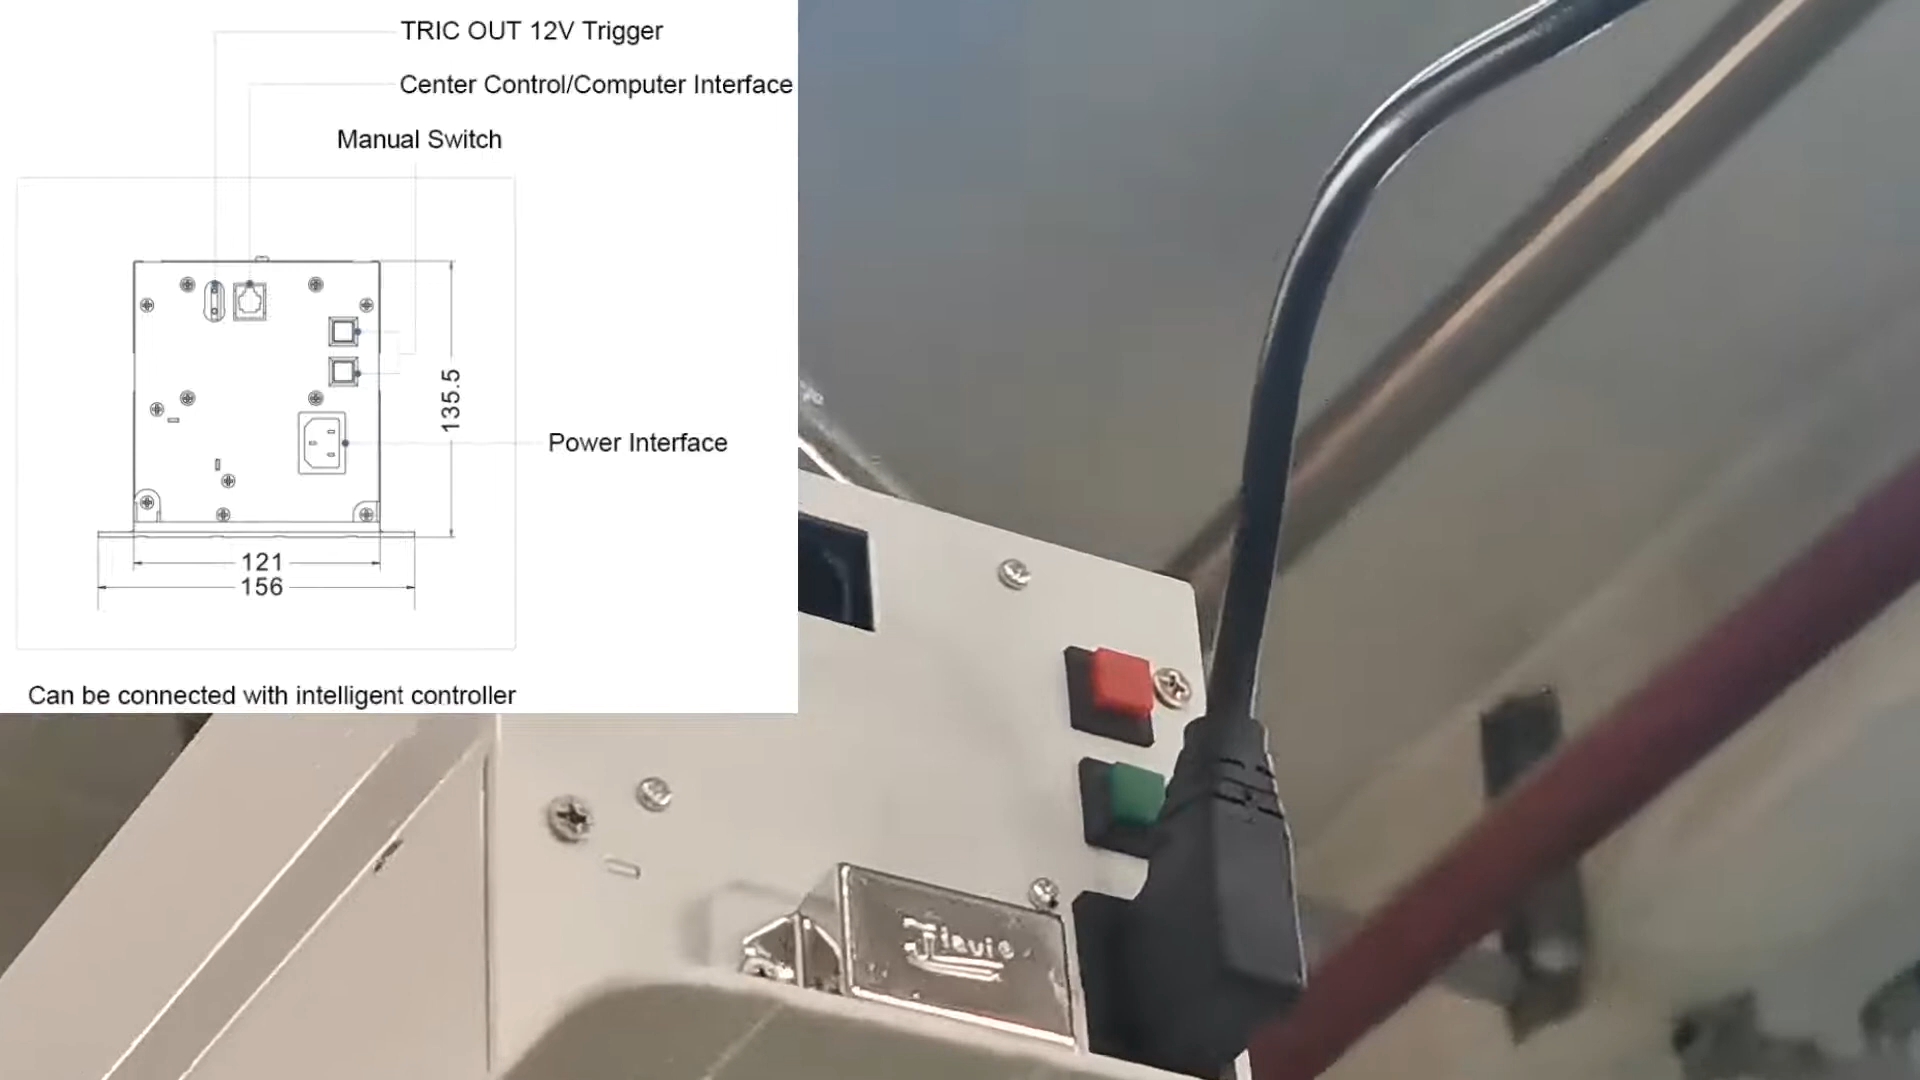 TRIC OUT 12V Trigger
Center Control/Computer Interface
Manual Switch
135.5
Power Interface
121
156
Can be connected with intelligent controller